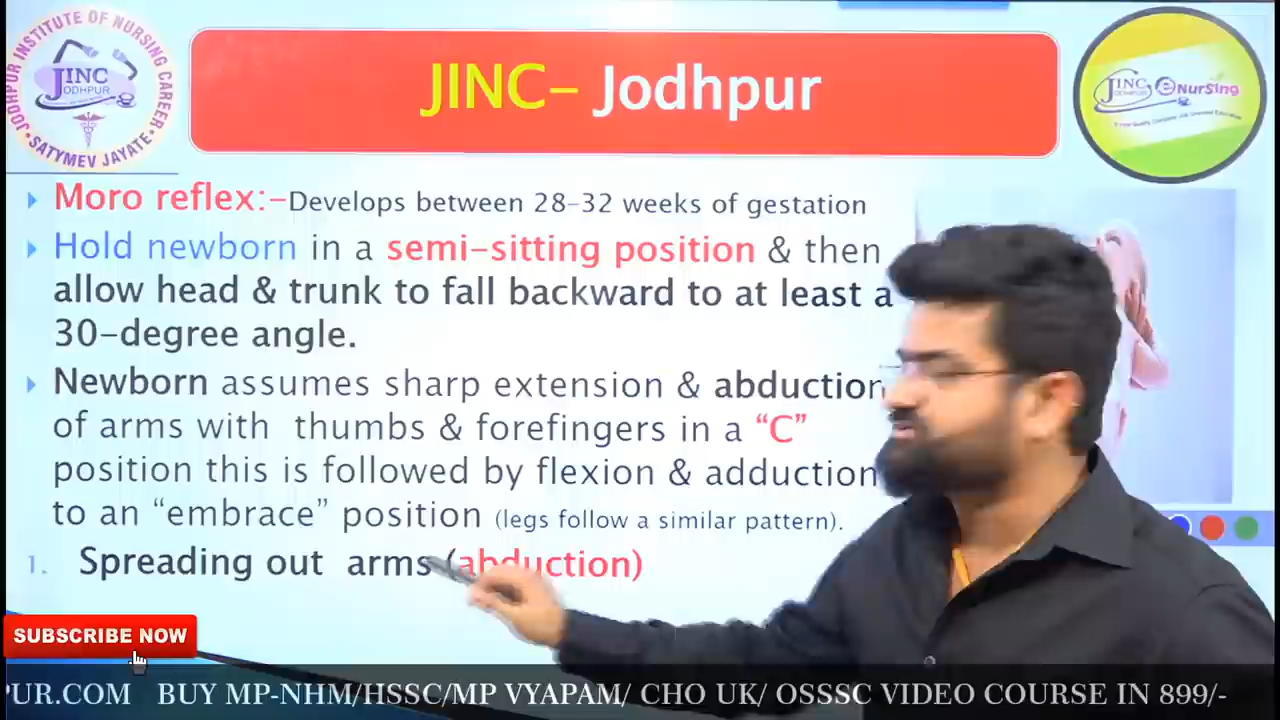 JODHPUR INSTITUTE OF NURSING CAREER
JINC
JODHPUR
SATYMEV JAYATE
JINC- Jodhpur
JINC
eNursing
Moro reflex:-Develops between 28-32 weeks of gestation
Hold newborn in a semi-sitting position & then
allow head & trunk to fall backward to at least a
30-degree angle.
Newborn assumes sharp extension & abduction
of arms with thumbs & forefingers in a “C”
position this is followed by flexion & adduction
to an “embrace” position (legs follow a similar pattern).
1. Spreading out arms (abduction)
SUBSCRIBE NOW
PUR.COM BUY MP-NHM/HSSC/MP VYAPAM/ CHO UK/ OSSSC VIDEO COURSE IN 899/-